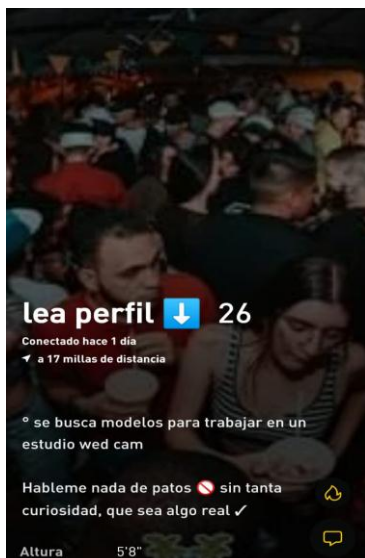 lea perfil ⬇️ 26
Conectado hace 1 día
a 17 millas de distancia
° se busca modelos para trabajar en un
estudio wed cam
Hableme nada de patos 🚫 sin tanta
curiosidad, que sea algo real ✓
Altura 5'8"